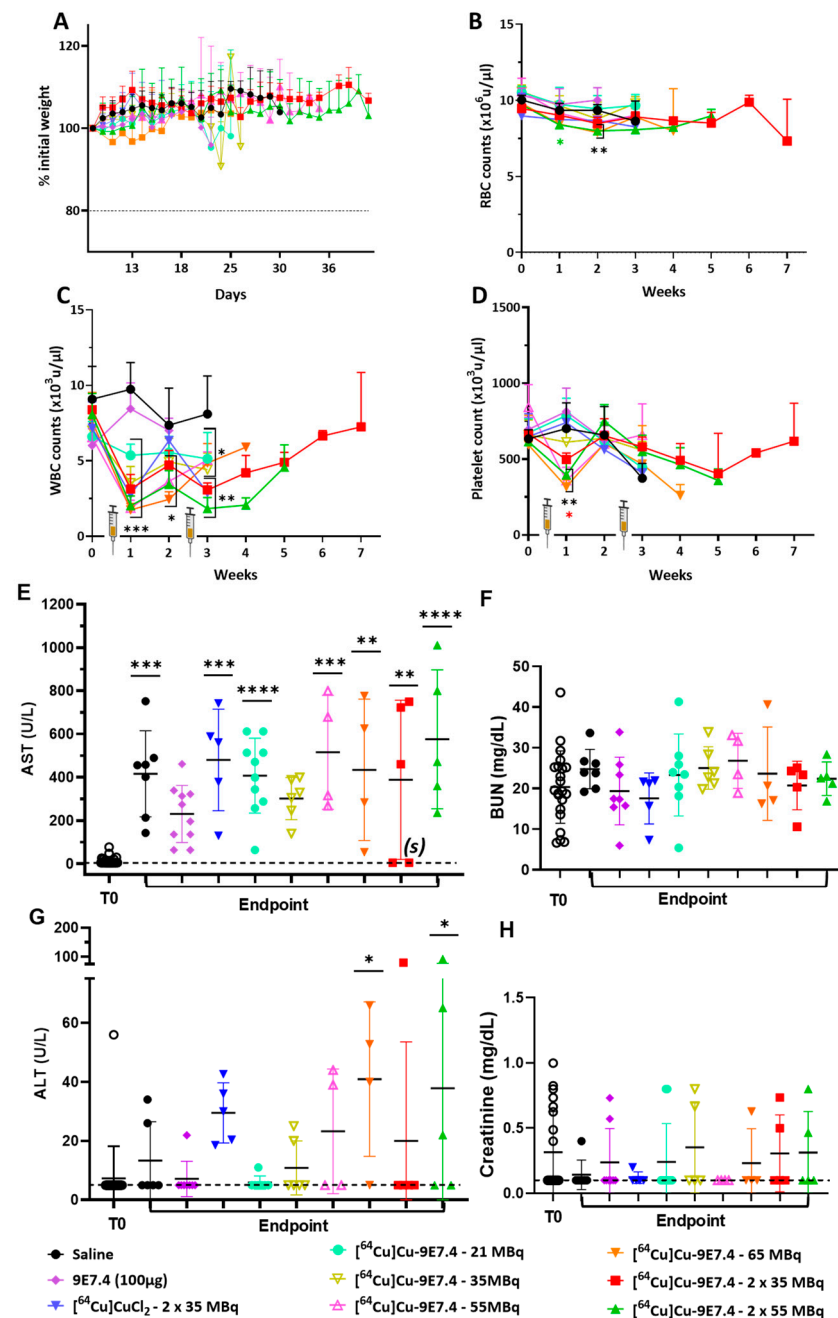 A
% initial weight
120
100
80
13 18 25 30 36
Days
B
RBC counts (x10⁶u/µl)
15
10
5
0
* **
0 1 2 3 4 5 6 7
Weeks
C
WBC counts (x10³u/µl)
15
10
5
0
*
**
*** *
0 1 2 3 4 5 6 7
Weeks
D
Platelet count (x10³u/µl)
1500
1000
500
0
**
*
0 1 2 3 4 5 6 7
Weeks
E
AST (U/L)
1200
1000
800
600
400
200
0
*** *** **** *** ** ** ****
(s)
T0 Endpoint
F
BUN (mg/dL)
50
40
30
20
10
0
T0 Endpoint
G
ALT (U/L)
200
100
60
40
20
0
* *
T0 Endpoint
H
Creatinine (mg/dL)
1.5
1.0
0.5
0.0
T0 Endpoint
Saline
9E7.4 (100µg)
[⁶⁴Cu]CuCl₂ - 2 x 35 MBq
[⁶⁴Cu]Cu-9E7.4 - 21 MBq
[⁶⁴Cu]Cu-9E7.4 - 35MBq
[⁶⁴Cu]Cu-9E7.4 - 55MBq
[⁶⁴Cu]Cu-9E7.4 - 65 MBq
[⁶⁴Cu]Cu-9E7.4 - 2 x 35 MBq
[⁶⁴Cu]Cu-9E7.4 - 2 x 55 MBq